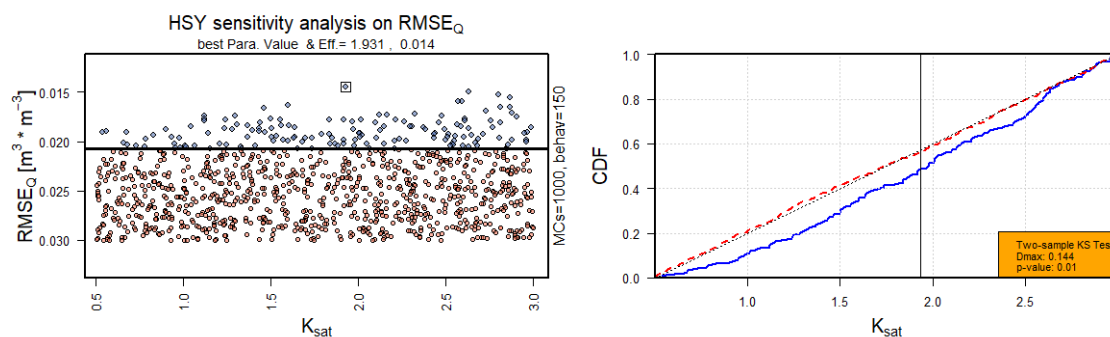 HSY sensitivity analysis on RMSE_Q
best Para. Value & Eff.= 1.931 , 0.014
RMSE_Q [m³ * m⁻³]
0.015
0.020
0.025
0.030
0.5
1.0
1.5
2.0
2.5
3.0
K_sat
MCs=1000, behav=150
CDF
1.0
0.8
0.6
0.4
0.2
0.0
1.0
1.5
2.0
2.5
K_sat
Two-sample KS Tes
Dmax: 0.144
p-value: 0.01